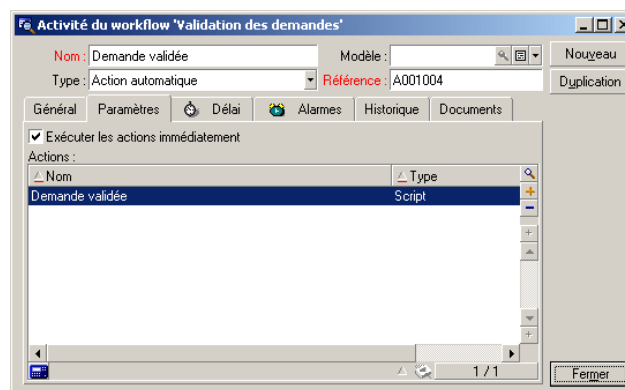 Activité du workflow 'Validation des demandes'
Nom : Demande validée Modèle : Nouveau
Type : Action automatique Référence : A001004 Duplication
Général Paramètres Délai Alarmes Historique Documents
Exécuter les actions immédiatement
Actions :
Nom Type
Demande validée Script
1 / 1
Fermer